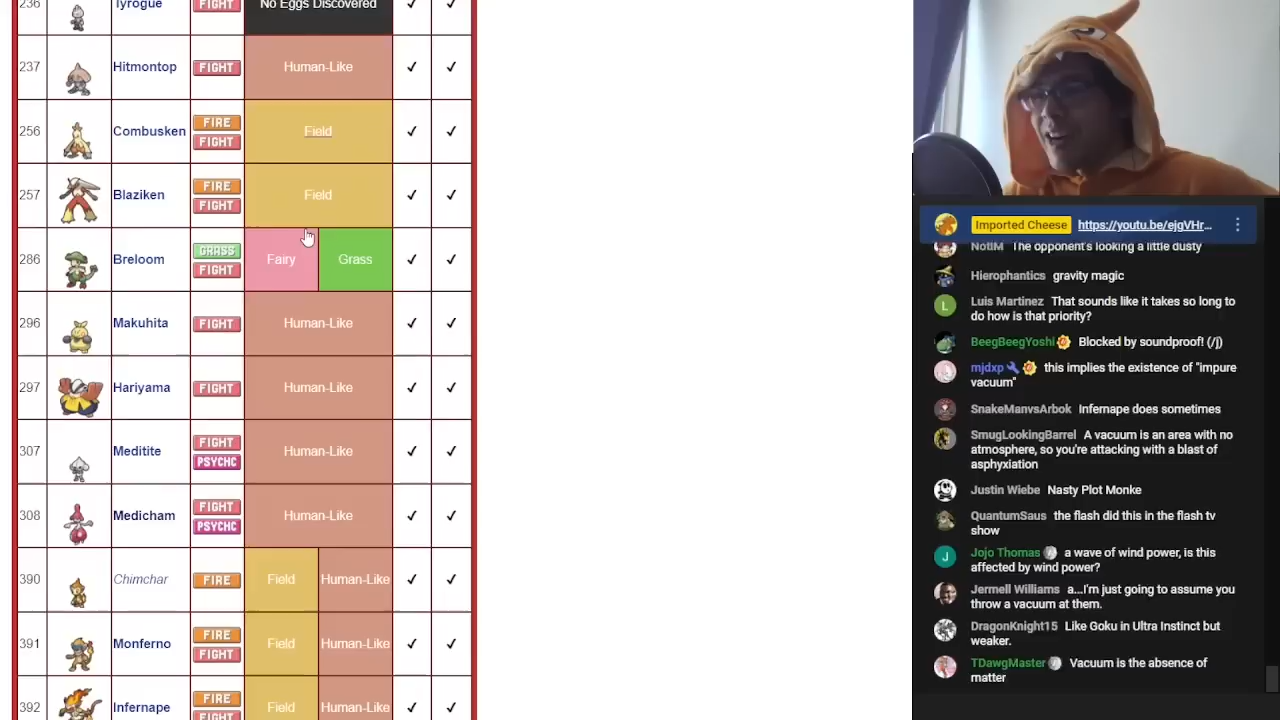 236 Tyrogue FIGHT No Eggs Discovered ✔ ✔
237 Hitmontop FIGHT Human-Like ✔ ✔
256 Combusken FIRE FIGHT Field ✔ ✔
257 Blaziken FIRE FIGHT Field ✔ ✔
286 Breloom GRASS FIGHT Fairy Grass ✔ ✔
296 Makuhita FIGHT Human-Like ✔ ✔
297 Hariyama FIGHT Human-Like ✔ ✔
307 Meditite FIGHT PSYCHC Human-Like ✔ ✔
308 Medicham FIGHT PSYCHC Human-Like ✔ ✔
390 Chimchar FIRE Field Human-Like ✔ ✔
391 Monferno FIRE FIGHT Field Human-Like ✔ ✔
392 Infernape FIRE FIGHT Field Human-Like ✔ ✔
Imported Cheese https://youtu.be/ejgVHr...
NotIM The opponent's looking a little dusty
Hierophantics gravity magic
L Luis Martinez That sounds like it takes so long to
do how is that priority?
BeegBeegYoshi Blocked by soundproof! (/j)
mjdxp this implies the existence of "impure
vacuum"
SnakeManvsArbok Infernape does sometimes
SmugLookingBarrel A vacuum is an area with no
atmosphere, so you're attacking with a blast of
asphyxiation
Justin Wiebe Nasty Plot Monke
QuantumSaus the flash did this in the flash tv
show
J Jojo Thomas a wave of wind power, is this
affected by wind power?
Jermell Williams a...I'm just going to assume you
throw a vacuum at them.
DragonKnight15 Like Goku in Ultra Instinct but
weaker.
TDawgMaster Vacuum is the absence of
matter